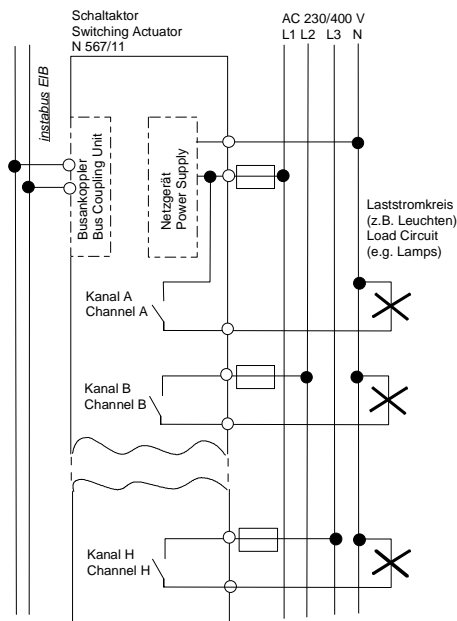 Schaltaktor
Switching Actuator
N 567/11
AC 230/400 V
L1 L2 L3 N
instabus EIB
Busankoppler
Bus Coupling Unit
Netzgerät
Power Supply
Laststromkreis
(z.B. Leuchten)
Load Circuit
(e.g. Lamps)
Kanal A
Channel A
Kanal B
Channel B
Kanal H
Channel H